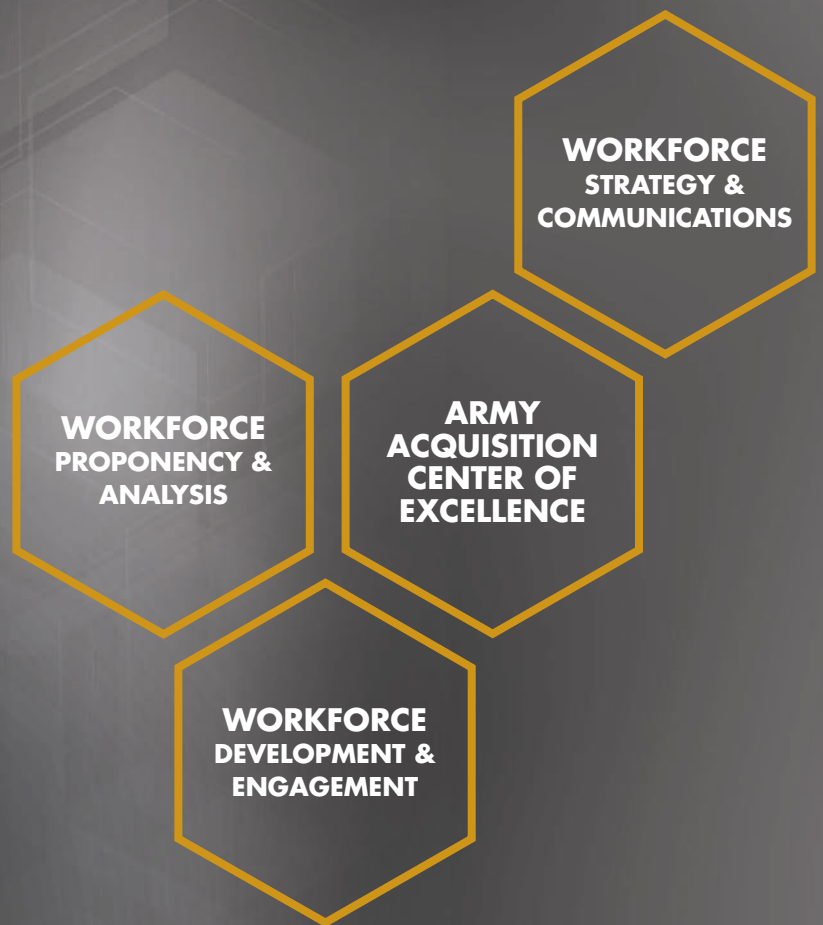 WORKFORCE
STRATEGY &
COMMUNICATIONS
WORKFORCE
PROPONENCY &
ANALYSIS
ARMY
ACQUISITION
CENTER OF
EXCELLENCE
WORKFORCE
DEVELOPMENT &
ENGAGEMENT